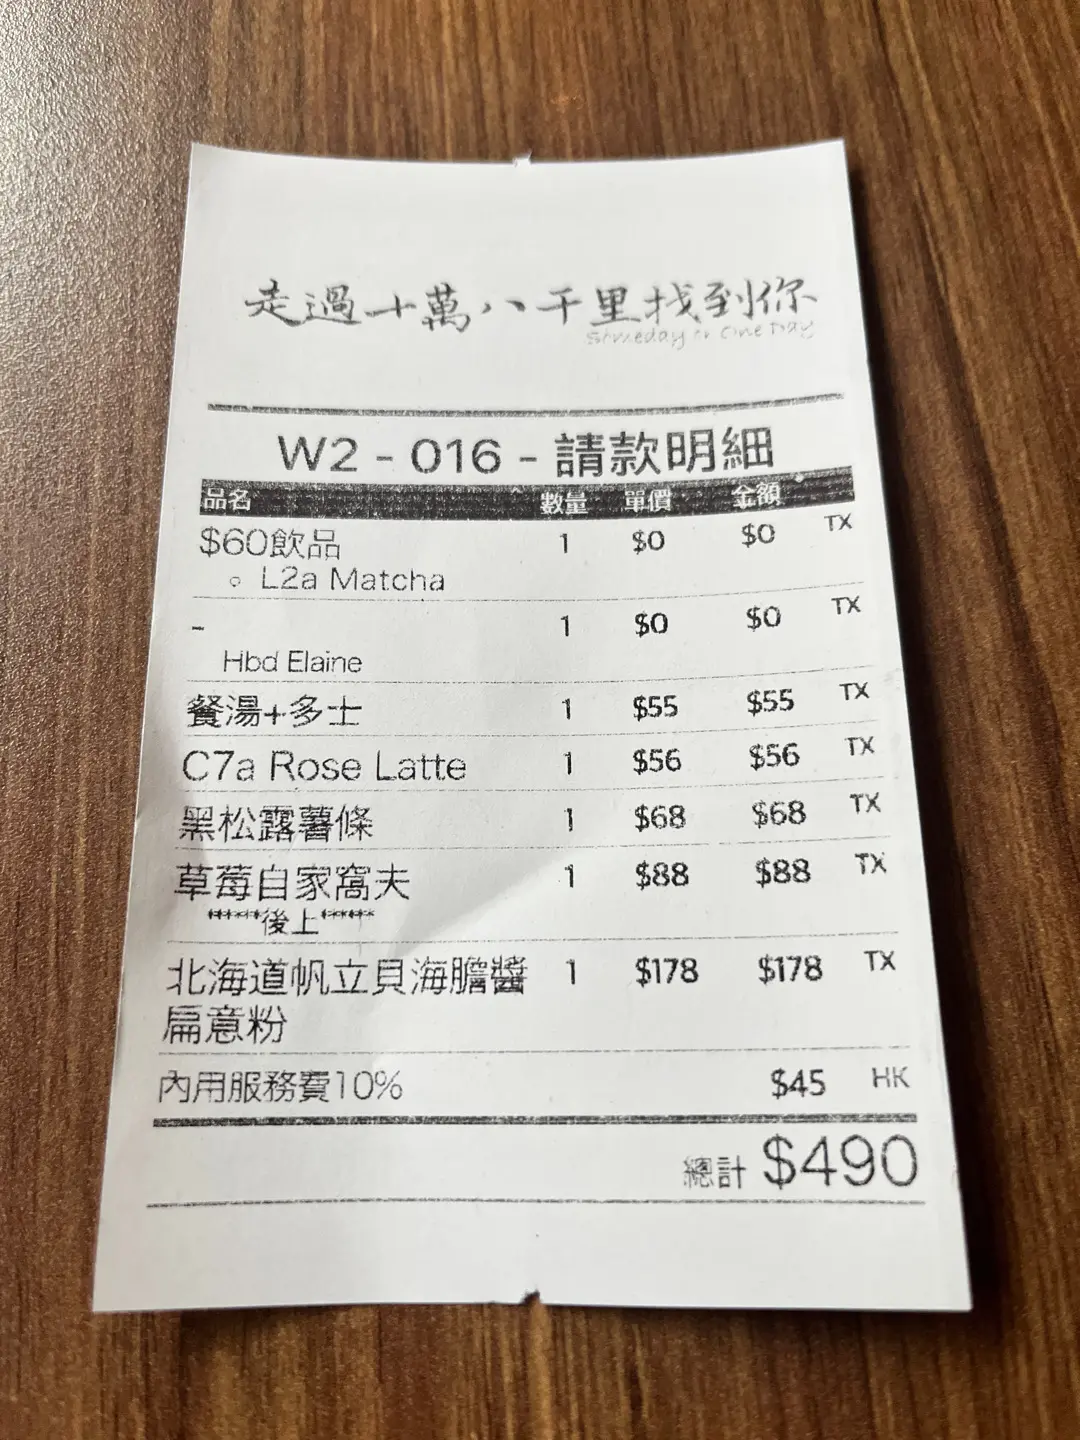 走過十萬八千里找到你
Someday or One Day
W2 - 016 - 請款明細
品名 數量 單價 金額
$60飲品 1 $0 $0 TX
○ L2a Matcha
- 1 $0 $0 TX
Hbd Elaine
餐湯+多士 1 $55 $55 TX
C7a Rose Latte 1 $56 $56 TX
黑松露薯條 1 $68 $68 TX
草莓自家窩夫 1 $88 $88 TX
*****後上*****
北海道帆立貝海膽醬 1 $178 $178 TX
扁意粉
內用服務費10% $45 HK
總計 $490